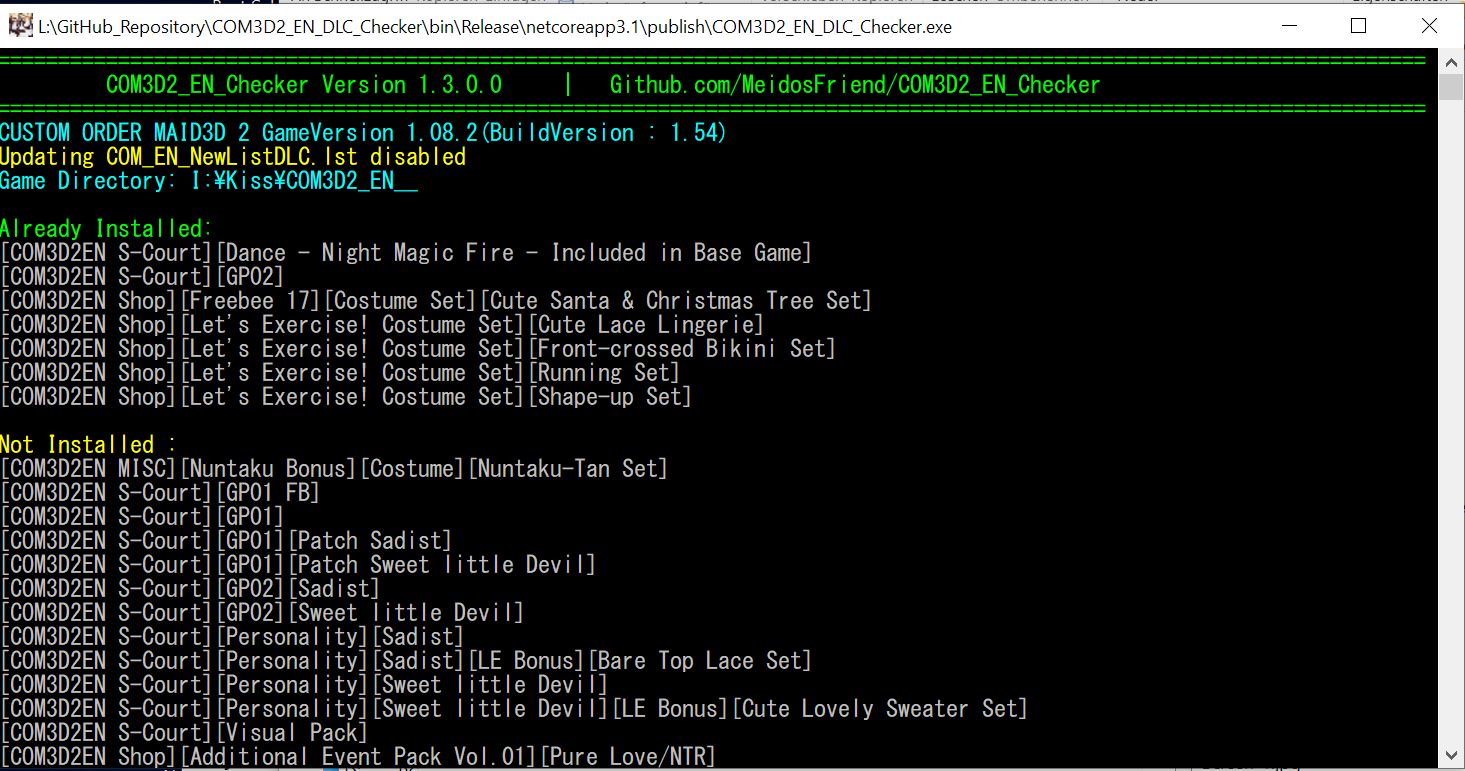 L:\GitHub_Repository\COM3D2_EN_DLC_Checker\bin\Release\netcoreapp3.1\publish\COM3D2_EN_DLC_Checker.exe
COM3D2_EN_Checker Version 1.3.0.0 | Github.com/MeidosFriend/COM3D2_EN_Checker
CUSTOM ORDER MAID3D 2 GameVersion 1.08.2(BuildVersion : 1.54)
Updating COM_EN_NewListDLC.lst disabled
Game Directory: I:¥Kiss¥COM3D2_EN__
Already Installed:
[COM3D2EN S-Court][Dance - Night Magic Fire - Included in Base Game]
[COM3D2EN S-Court][GP02]
[COM3D2EN Shop][Freebee 17][Costume Set][Cute Santa & Christmas Tree Set]
[COM3D2EN Shop][Let's Exercise! Costume Set][Cute Lace Lingerie]
[COM3D2EN Shop][Let's Exercise! Costume Set][Front-crossed Bikini Set]
[COM3D2EN Shop][Let's Exercise! Costume Set][Running Set]
[COM3D2EN Shop][Let's Exercise! Costume Set][Shape-up Set]
Not Installed :
[COM3D2EN MISC][Nuntaku Bonus][Costume][Nuntaku-Tan Set]
[COM3D2EN S-Court][GP01 FB]
[COM3D2EN S-Court][GP01]
[COM3D2EN S-Court][GP01][Patch Sadist]
[COM3D2EN S-Court][GP01][Patch Sweet little Devil]
[COM3D2EN S-Court][GP02][Sadist]
[COM3D2EN S-Court][GP02][Sweet little Devil]
[COM3D2EN S-Court][Personality][Sadist]
[COM3D2EN S-Court][Personality][Sadist][LE Bonus][Bare Top Lace Set]
[COM3D2EN S-Court][Personality][Sweet little Devil]
[COM3D2EN S-Court][Personality][Sweet little Devil][LE Bonus][Cute Lovely Sweater Set]
[COM3D2EN S-Court][Visual Pack]
[COM3D2EN Shop][Additional Event Pack Vol.01][Pure Love/NTR]